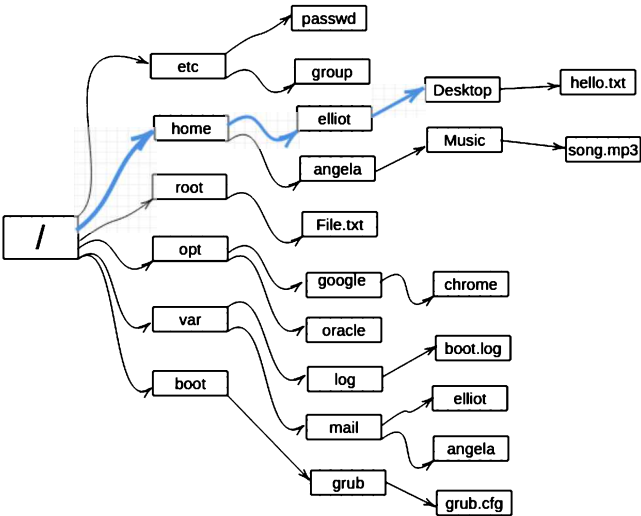 passwd
etc
group
hello.txt
Desktop
home
elliot
Music
song.mp3
angela
root
File.txt
/
opt
google
chrome
oracle
var
boot.log
log
boot
elliot
mail
angela
grub
grub.cfg